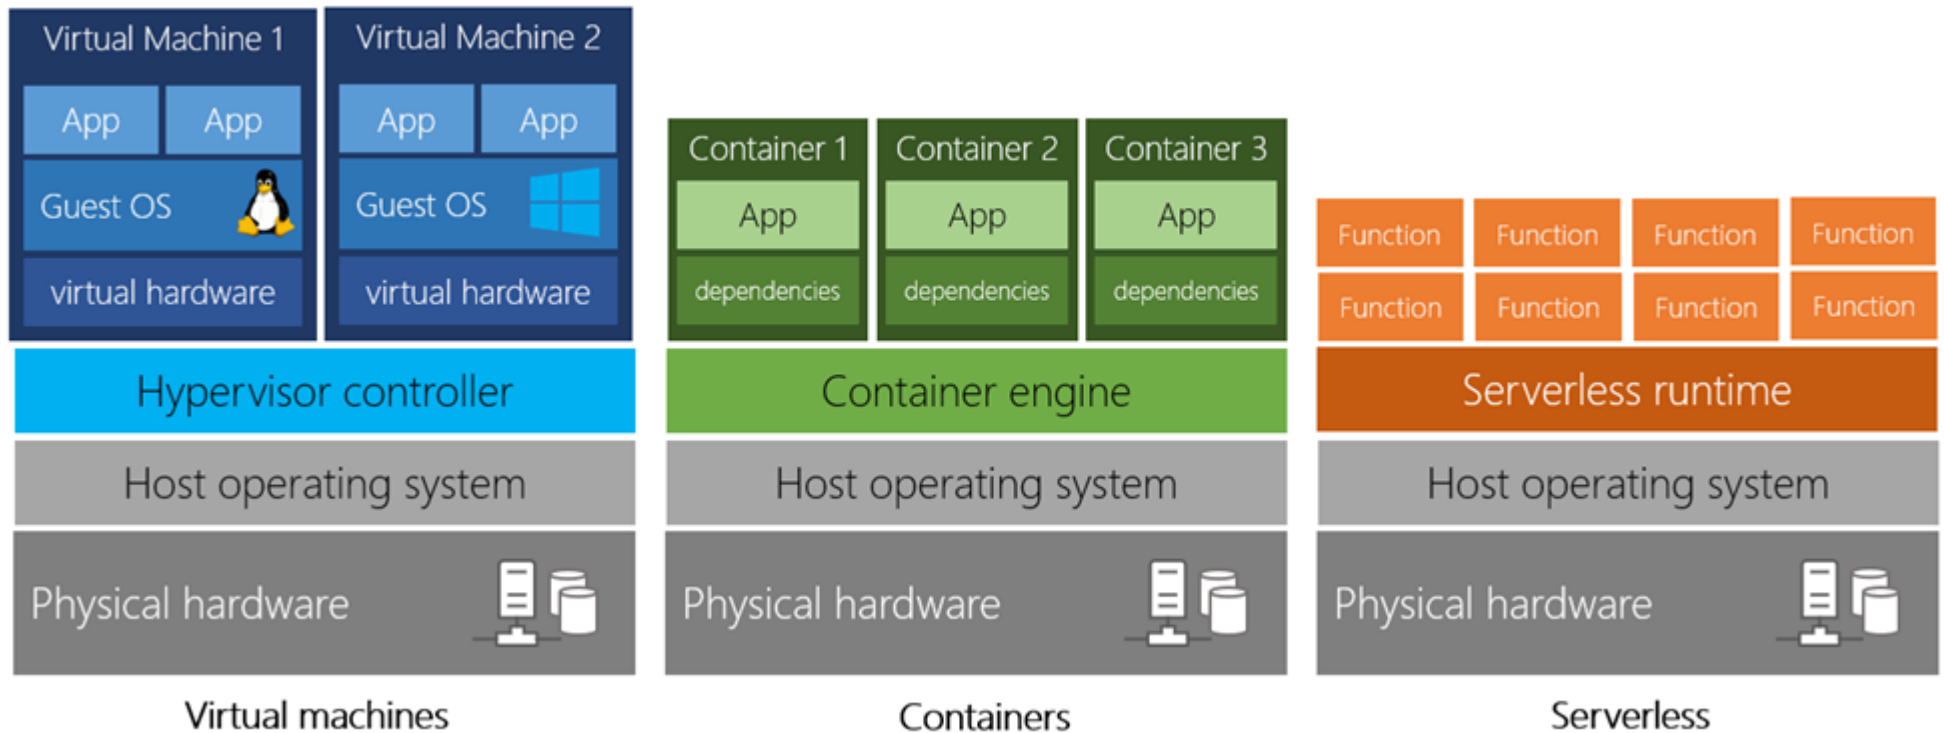 Virtual Machine 1
App App
Guest OS
virtual hardware
Virtual Machine 2
App App
Guest OS
virtual hardware
Hypervisor controller
Host operating system
Physical hardware
Virtual machines
Container 1
App
dependencies
Container 2
App
dependencies
Container 3
App
dependencies
Container engine
Host operating system
Physical hardware
Containers
Function Function Function Function
Function Function Function Function
Serverless runtime
Host operating system
Physical hardware
Serverless